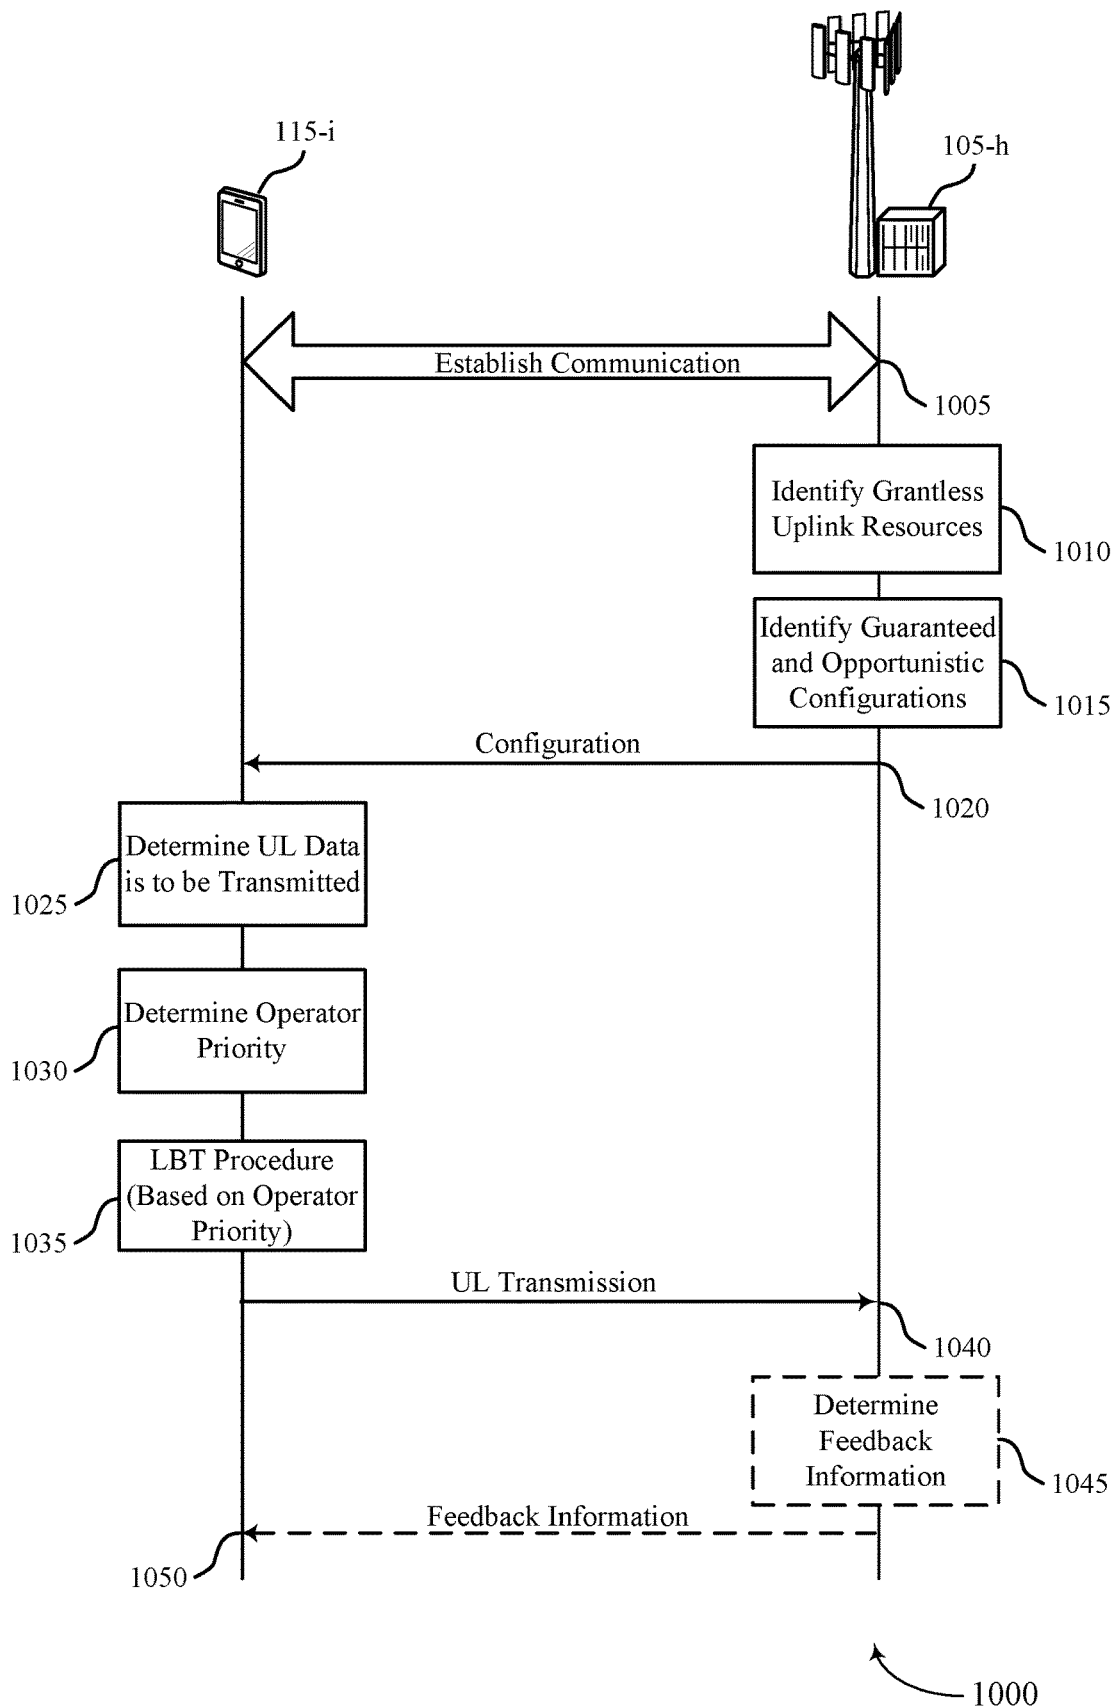 115-i
105-h
Establish Communication
1005
Identify Grantless
Uplink Resources
1010
Identify Guaranteed
and Opportunistic
Configurations
1015
Configuration
1020
Determine UL Data
is to be Transmitted
1025
Determine Operator
Priority
1030
LBT Procedure
(Based on Operator
Priority)
1035
UL Transmission
1040
Determine
Feedback
Information
1045
Feedback Information
1050
1000